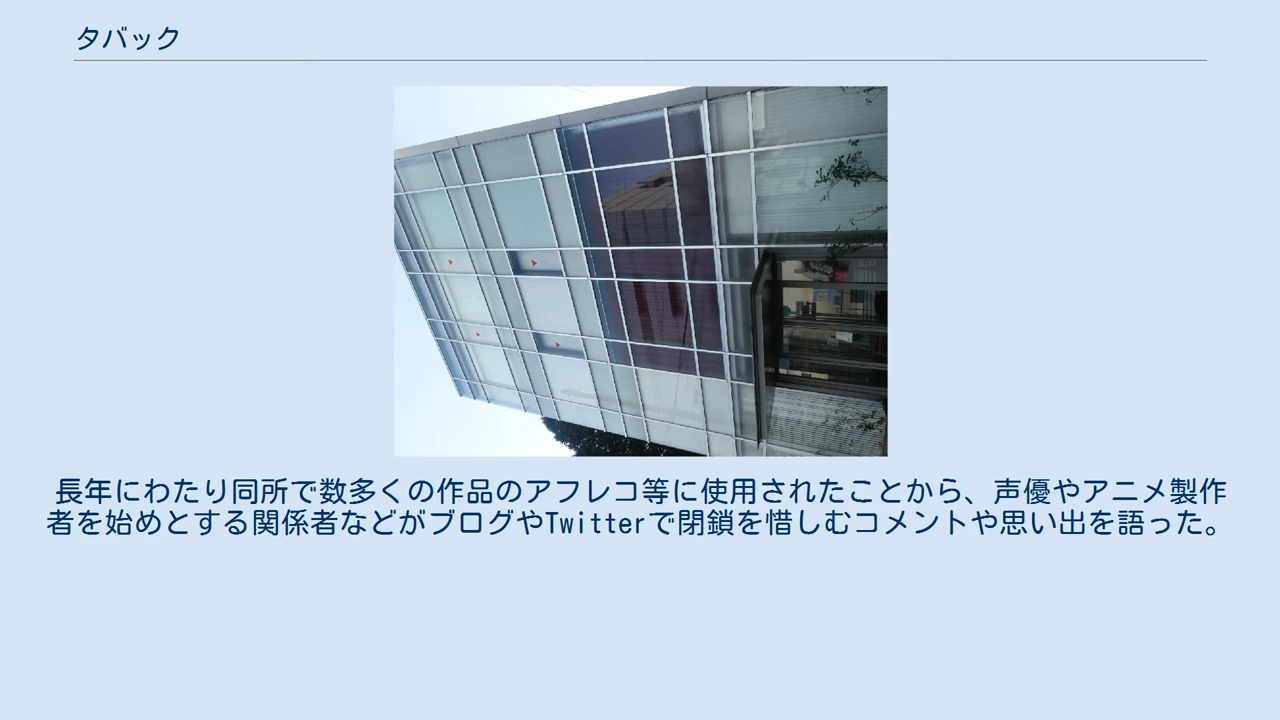 タバック
長年にわたり同所で数多くの作品のアフレコ等に使用されたことから、声優やアニメ製作
者を始めとする関係者などがブログやTwitterで閉鎖を惜しむコメントや思い出を語った。